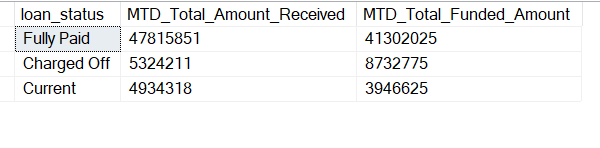 loan_status MTD_Total_Amount_Received MTD_Total_Funded_Amount
Fully Paid 47815851 41302025
Charged Off 5324211 8732775
Current 4934318 3946625